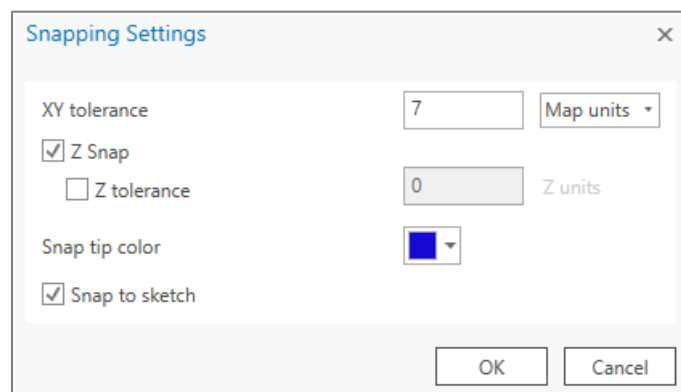 Snapping Settings
XY tolerance 7 Map units
Z Snap
Z tolerance 0 Z units
Snap tip color
Snap to sketch
OK Cancel